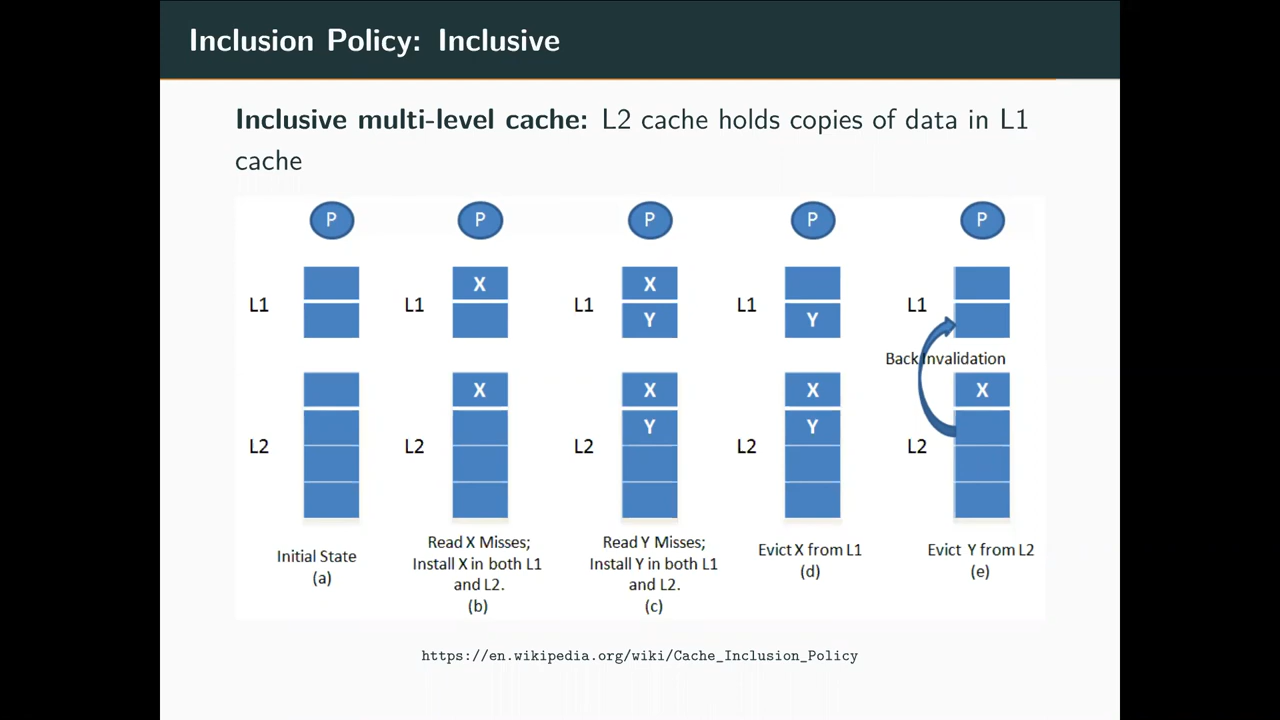 Inclusion Policy: Inclusive
Inclusive multi-level cache: L2 cache holds copies of data in L1
cache
P
P
P
P
P
L1
L1
X
L1
X
Y
L1
Y
L1
Back Invalidation
L2
L2
X
L2
X
Y
L2
X
Y
L2
X
Initial State
(a)
Read X Misses;
Install X in both L1
and L2.
(b)
Read Y Misses;
Install Y in both L1
and L2.
(c)
Evict X from L1
(d)
Evict Y from L2
(e)
https://en.wikipedia.org/wiki/Cache_Inclusion_Policy